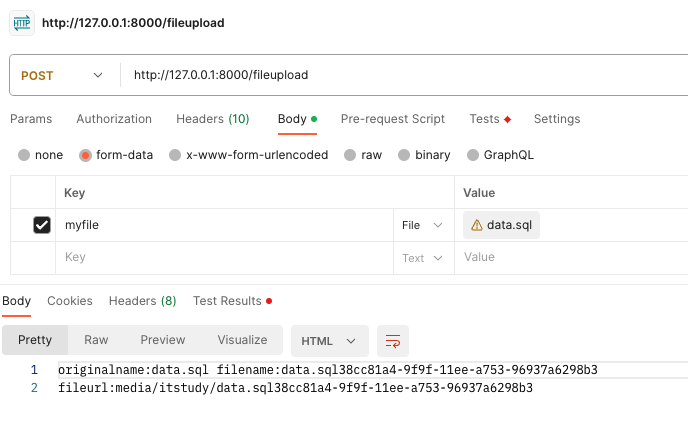 HTTP http://127.0.0.1:8000/fileupload
POST http://127.0.0.1:8000/fileupload
Params Authorization Headers (10) Body Pre-request Script Tests Settings
none form-data x-www-form-urlencoded raw binary GraphQL
Key Value
myfile File data.sql
Key Text Value
Body Cookies Headers (8) Test Results
Pretty Raw Preview Visualize HTML
1 originalname:data.sql filename:data.sql38cc81a4-9f9f-11ee-a753-96937a6298b3
2 fileurl:media/itstudy/data.sql38cc81a4-9f9f-11ee-a753-96937a6298b3